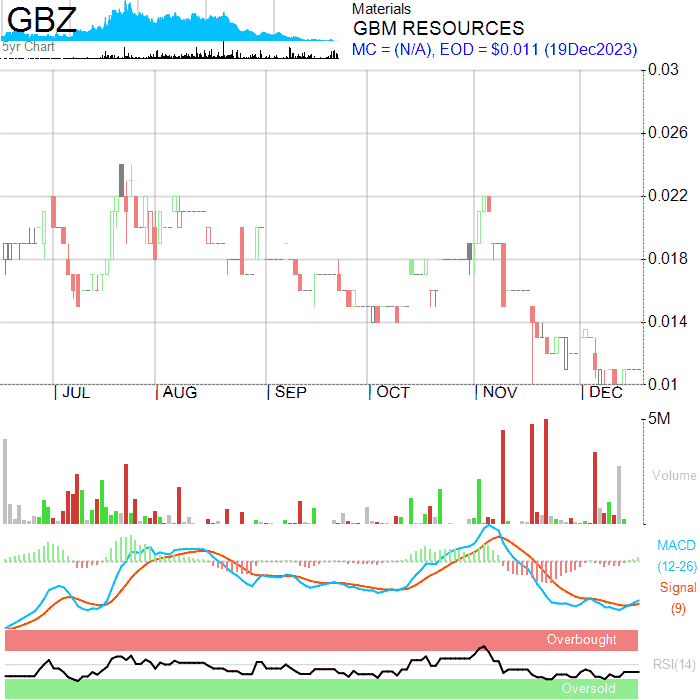 GBZ
5yr Chart
Materials
GBM RESOURCES
MC = (N/A), EOD = $0.011 (19Dec2023)
0.03
0.026
0.022
0.018
0.014
0.01
JUL AUG SEP OCT NOV DEC
5M
Volume
MACD
(12-26)
Signal
(9)
Overbought
RSI(14)
Oversold